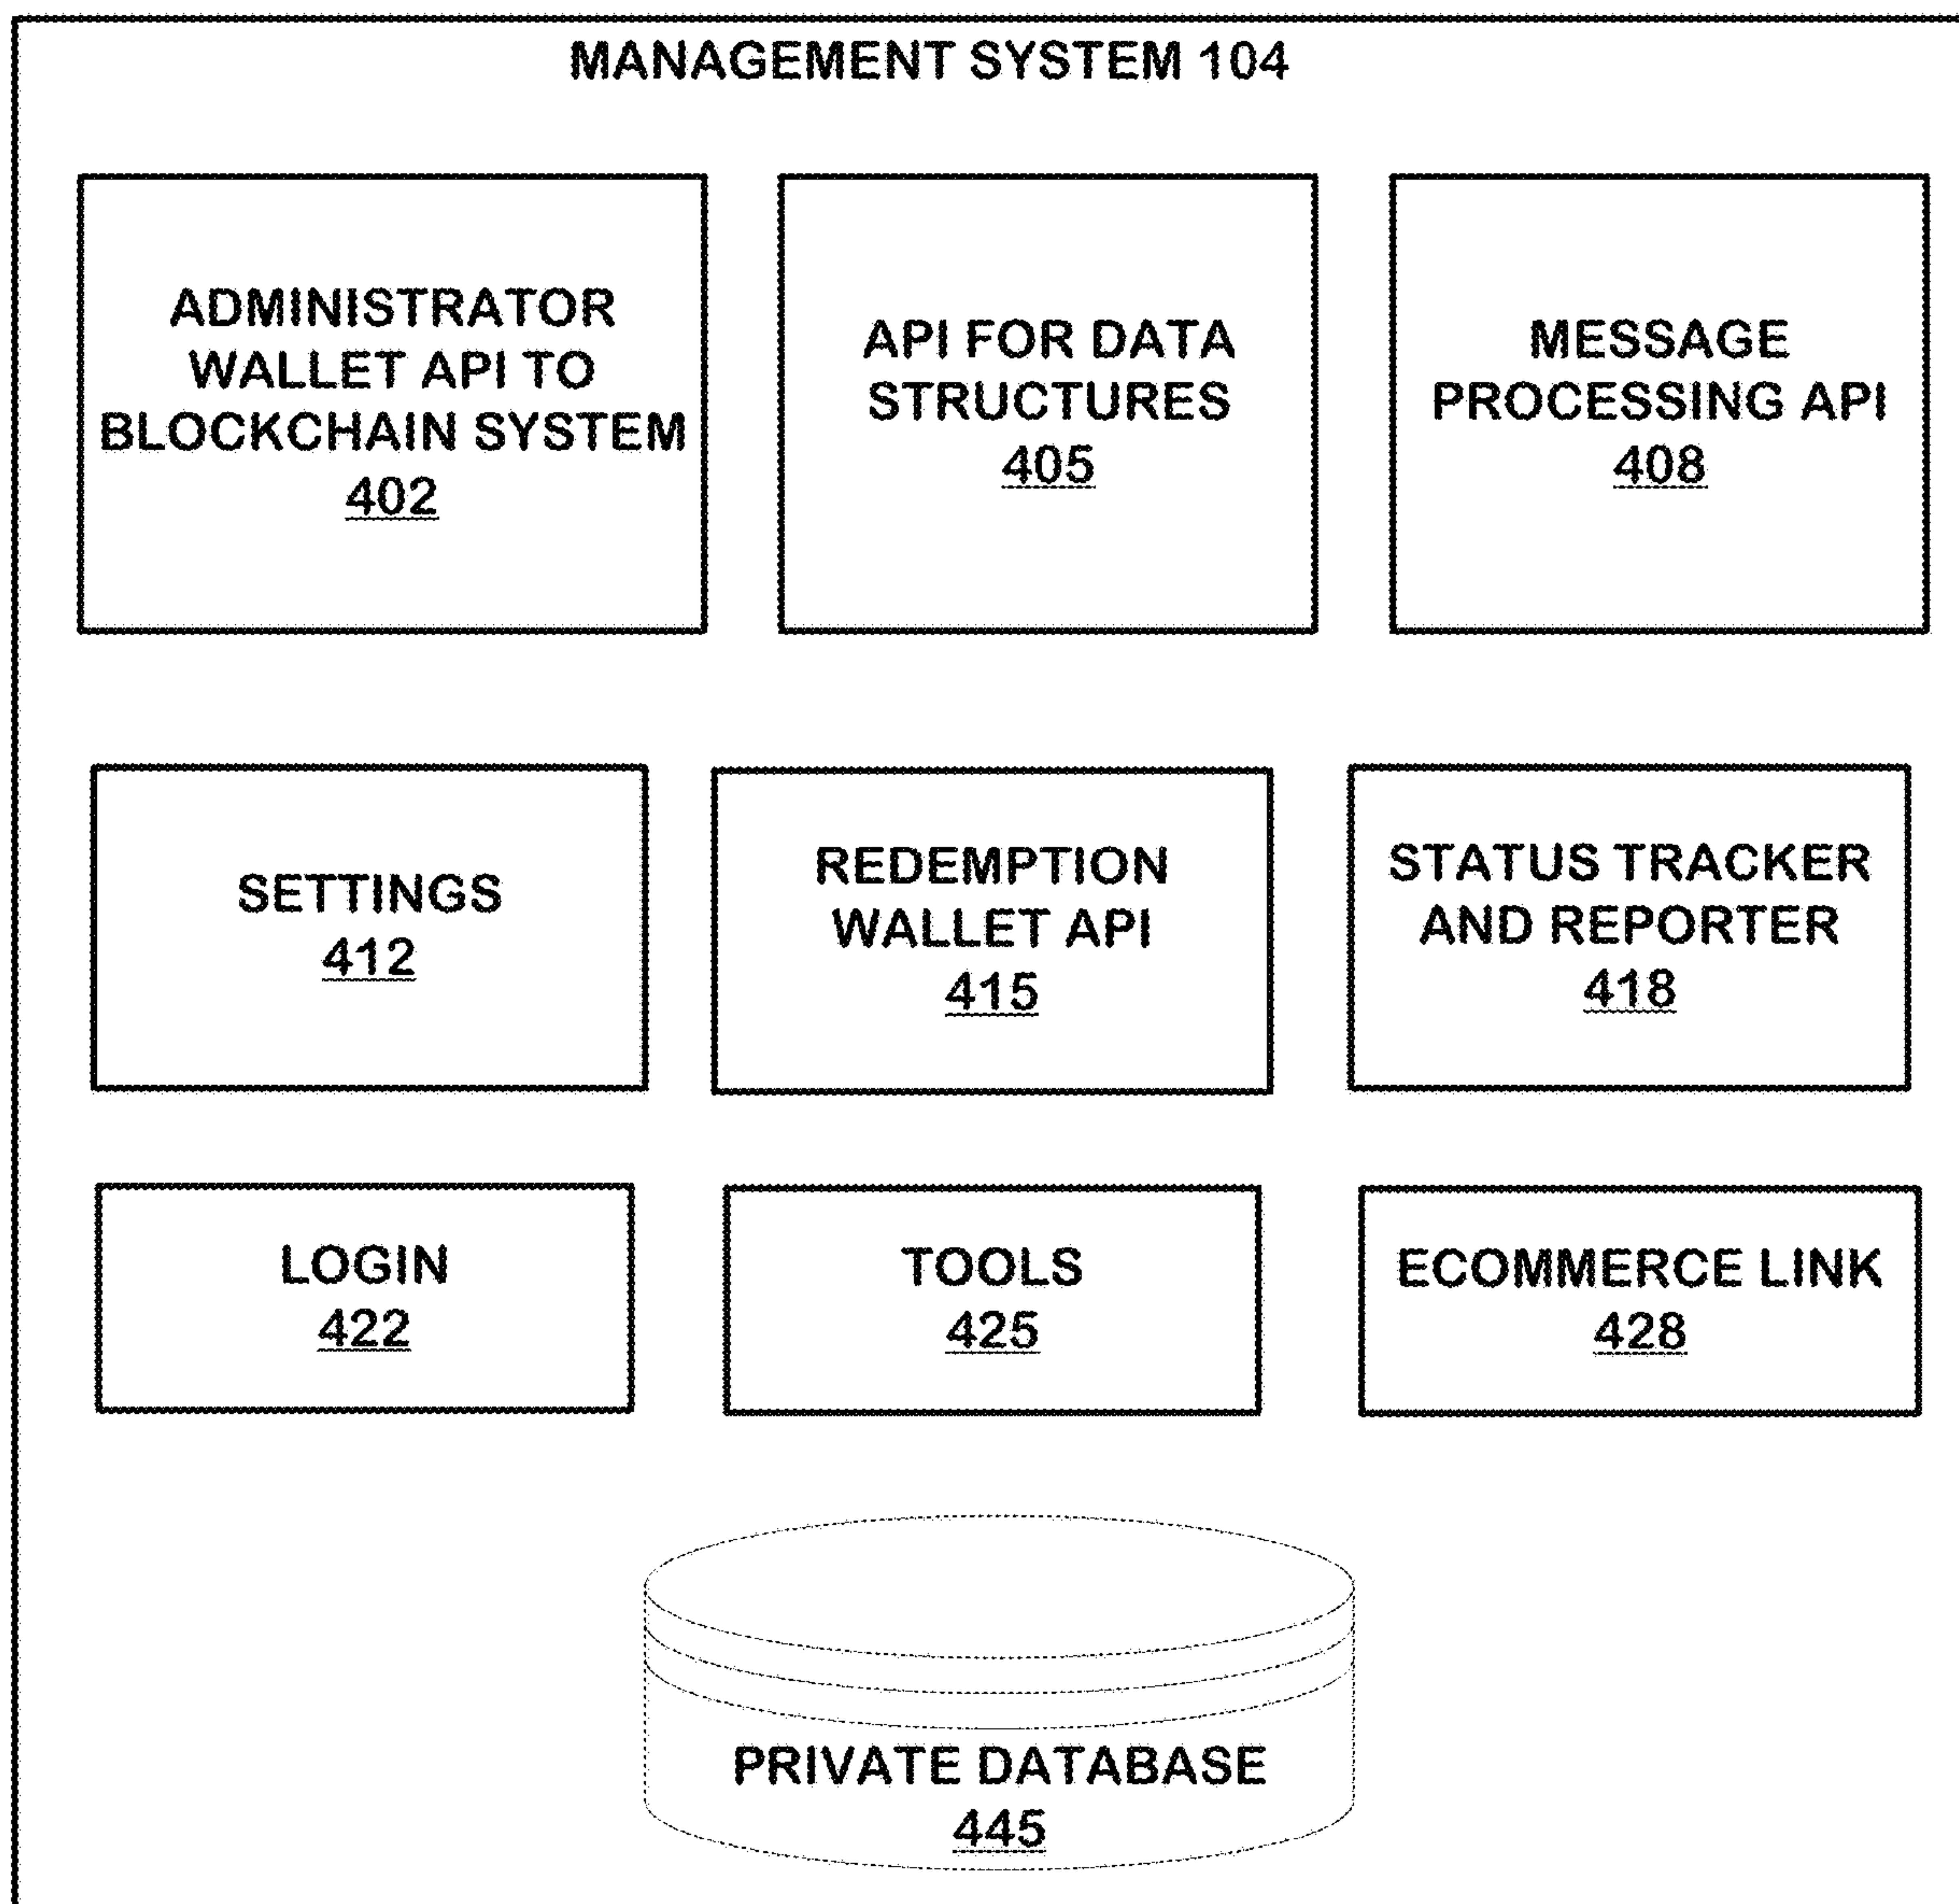 MANAGEMENT SYSTEM 104
ADMINISTRATOR
WALLET API TO
BLOCKCHAIN SYSTEM
402
API FOR DATA
STRUCTURES
405
MESSAGE
PROCESSING API
408
SETTINGS
412
REDEMPTION
WALLET API
415
STATUS TRACKER
AND REPORTER
418
LOGIN
422
TOOLS
425
ECOMMERCE LINK
428
PRIVATE DATABASE
445